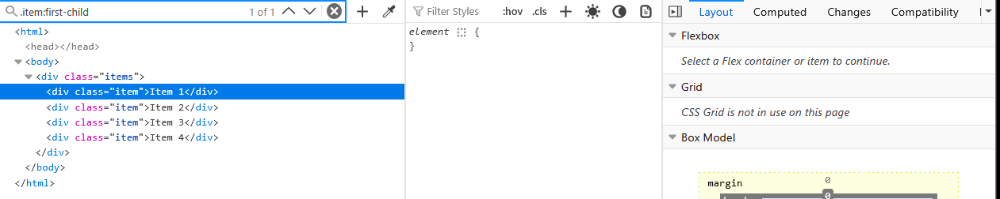 .item:first-child 1 of 1
<html>
<head></head>
<body>
<div class="items">
<div class="item">Item 1</div>
<div class="item">Item 2</div>
<div class="item">Item 3</div>
<div class="item">Item 4</div>
</div>
</body>
</html>
Filter Styles :hov .cls
element {
}
Layout Computed Changes Compatibility
Flexbox
Select a Flex container or item to continue.
Grid
CSS Grid is not in use on this page
Box Model
margin 0
0